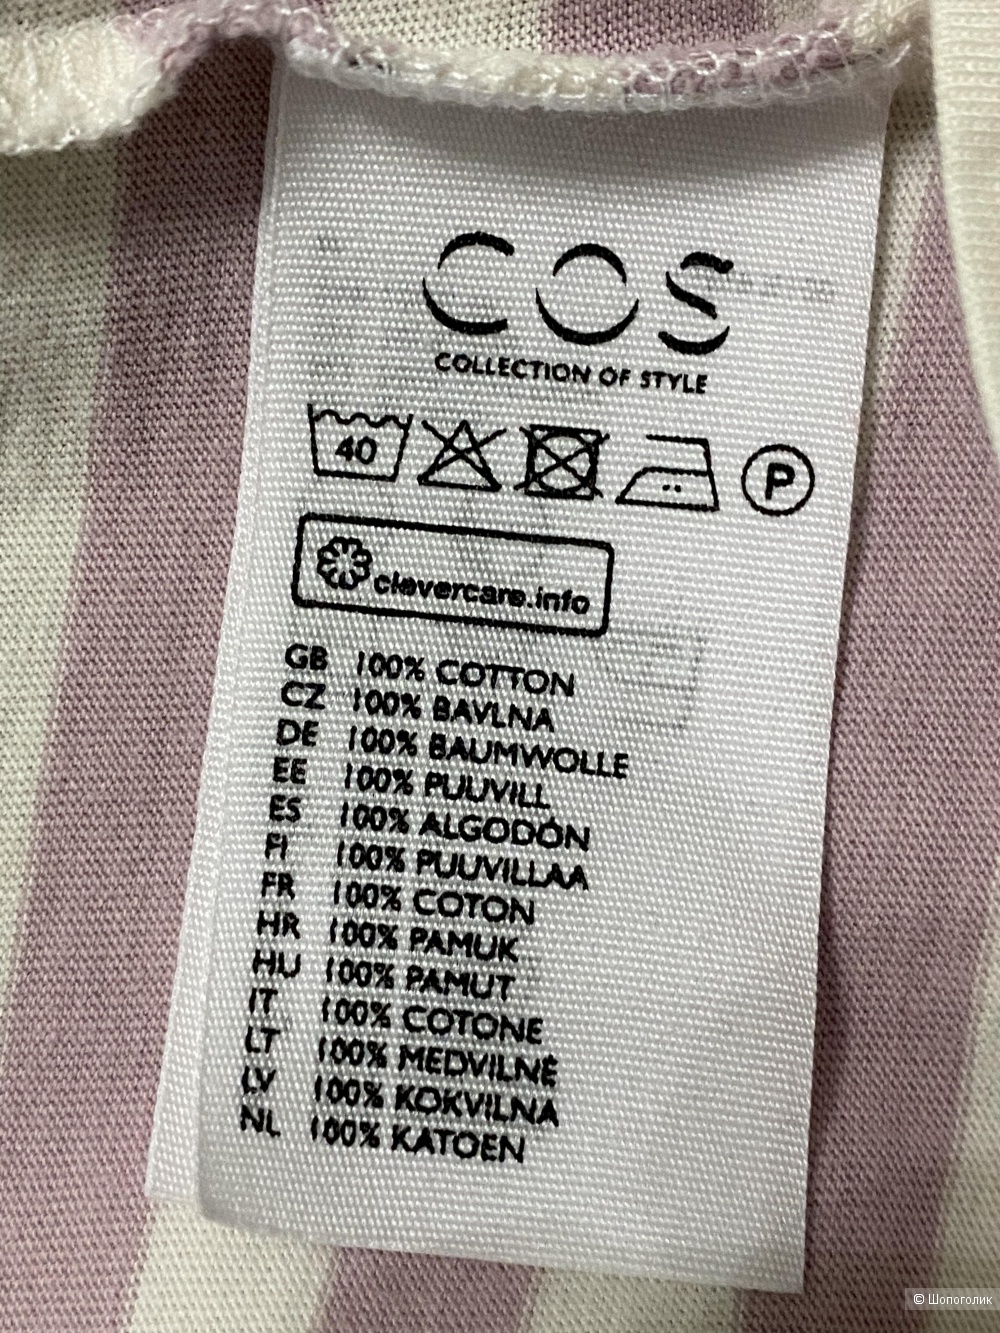 COS
COLLECTION OF STYLE
40 P
clevercare.info
GB 100% COTTON
CZ 100% BAVLNA
DE 100% BAUMWOLLE
EE 100% PUUVILL
ES 100% ALGODÓN
FI 100% PUUVILLAA
FR 100% COTON
HR 100% PAMUK
HU 100% PAMUT
IT 100% COTONE
LT 100% MEDVILNĖ
LV 100% KOKVILNA
NL 100% KATOEN
© Шопоголик